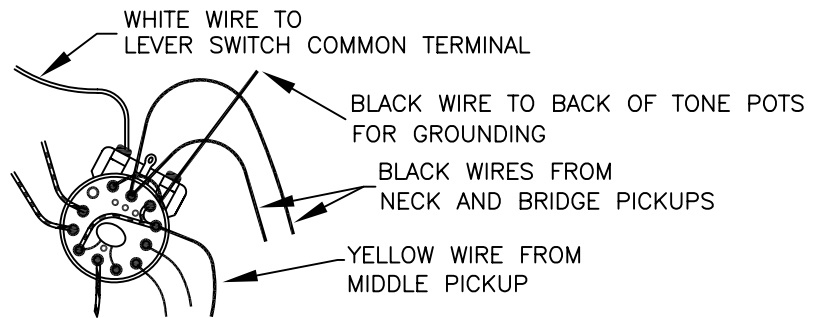 WHITE WIRE TO
LEVER SWITCH COMMON TERMINAL
BLACK WIRE TO BACK OF TONE POTS
FOR GROUNDING
BLACK WIRES FROM
NECK AND BRIDGE PICKUPS
YELLOW WIRE FROM
MIDDLE PICKUP